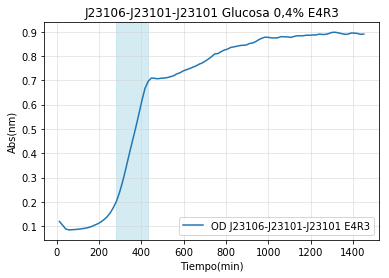 J23106-J23101-J23101 Glucosa 0,4% E4R3
Abs(nm)
0.9
0.8
0.7
0.6
0.5
0.4
0.3
0.2
0.1
OD J23106-J23101-J23101 E4R3
0 200 400 600 800 1000 1200 1400
Tiempo(min)